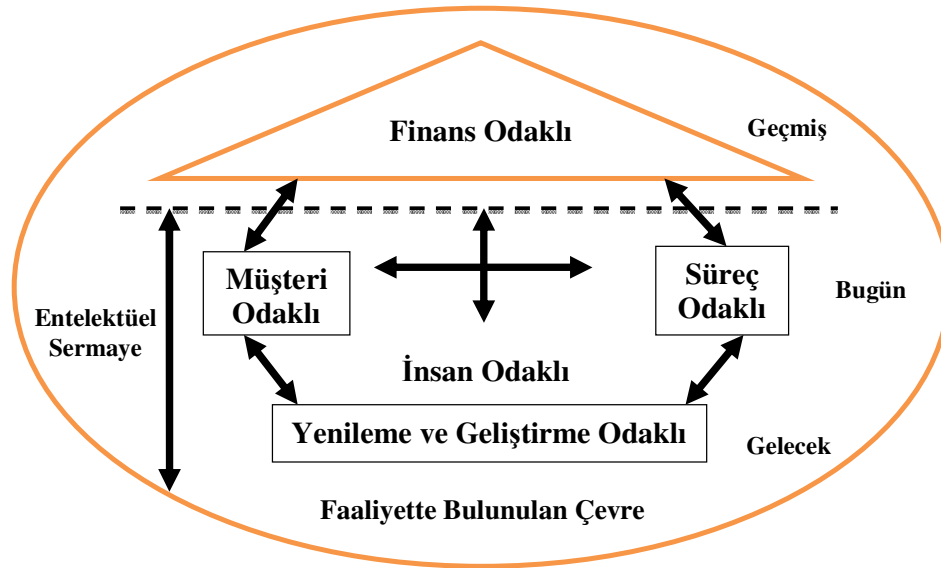 Finans Odaklı
Geçmiş
Müşteri
Odaklı
Süreç
Odaklı
Bugün
Entelektüel
Sermaye
İnsan Odaklı
Yenileme ve Geliştirme Odaklı
Gelecek
Faaliyette Bulunulan Çevre